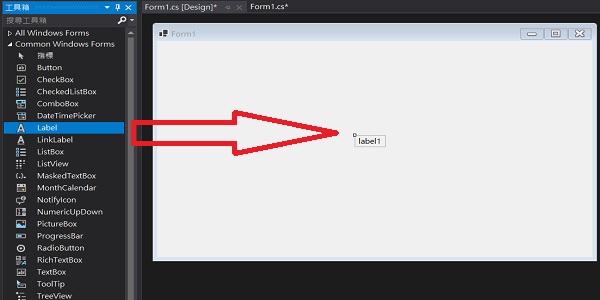 工具箱
搜尋工具箱
All Windows Forms
Common Windows Forms
指標
Button
CheckBox
CheckedListBox
ComboBox
DateTimePicker
Label
LinkLabel
ListBox
ListView
MaskedTextBox
MonthCalendar
NotifyIcon
NumericUpDown
PictureBox
ProgressBar
RadioButton
RichTextBox
TextBox
ToolTip
TreeView
Form1.cs [Design]*
Form1.cs*
Form1
label1